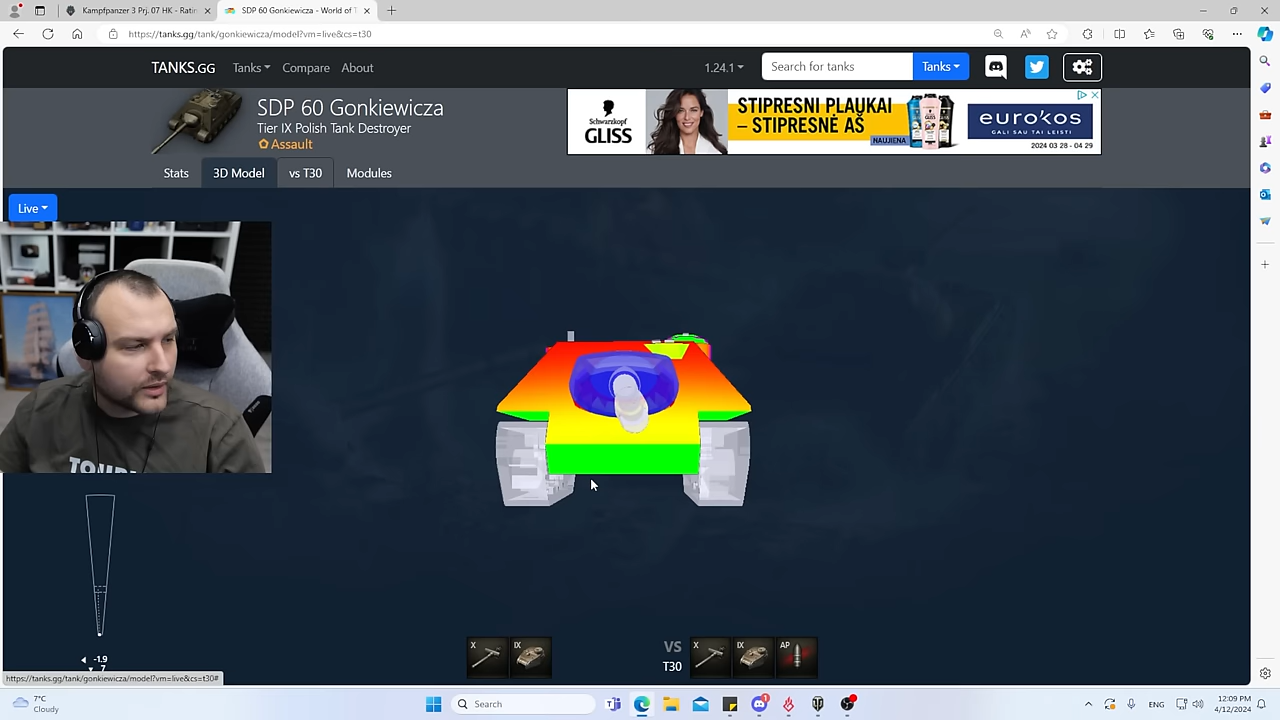 Kampfpanzer 3 Prj. 07 HK - Ratin
SDP 60 Gonkiewicza - World of T
https://tanks.gg/tank/gonkiewicza/model?vm=live&cs=t30
TANKS.GG
Tanks
Compare
About
1.24.1
Search for tanks
Tanks
SDP 60 Gonkiewicza
Tier IX Polish Tank Destroyer
Assault
Schwarzkopf
GLISS
STIPRESNI PLAUKAI
– STIPRESNĖ AŠ
NAUJIENA
eurokos
GALI SAU TAI LEISTI
2024 03 28 - 04 29
Stats
3D Model
vs T30
Modules
Live
-1.9
7
X
IX
VS
T30
X
IX
AP
https://tanks.gg/tank/gonkiewicza/model?vm=live&cs=t30#
7°C
Cloudy
Search
1
ENG
12:09 PM
4/12/2024